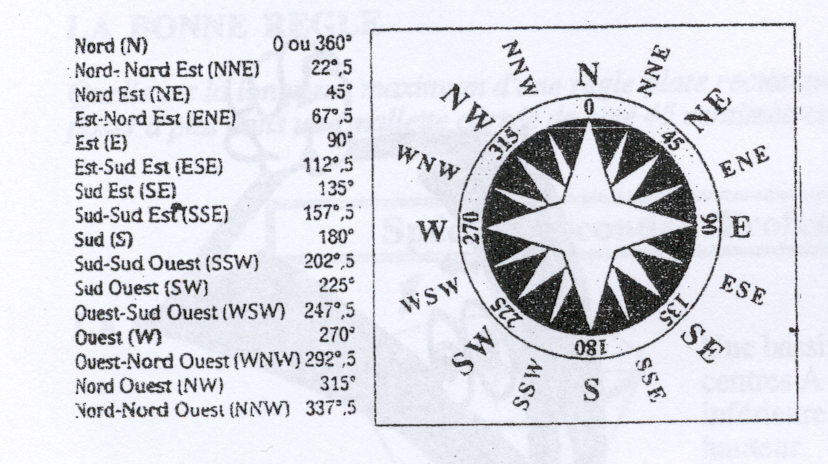 LA BONNE REGLE
Nord (N) 0 ou 360°
Nord- Nord Est (NNE) 22°,5
Nord Est (NE) 45°
Est-Nord Est (ENE) 67°,5
Est (E) 90°
Est-Sud Est (ESE) 112°,5
Sud Est (SE) 135°
Sud-Sud Est (SSE) 157°,5
Sud (S) 180°
Sud-Sud Ouest (SSW) 202°,5
Sud Ouest (SW) 225°
Ouest-Sud Ouest (WSW) 247°,5
Ouest (W) 270°
Ouest-Nord Ouest (WNW) 292°,5
Nord Ouest (NW) 315°
Nord-Nord Ouest (NNW) 337°,5
NNW
N
NNE
NW
0
NE
315
45
WNW
ENE
W
270
90
E
WSW
ESE
225
135
SW
180
SE
SSW
S
SSE